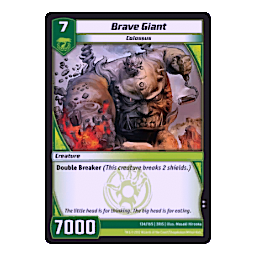 7
Brave Giant
Colossus
Creature
Double Breaker (This creature breaks 2 shields.)
The little head is for thinking. The big head is for eating.
7000